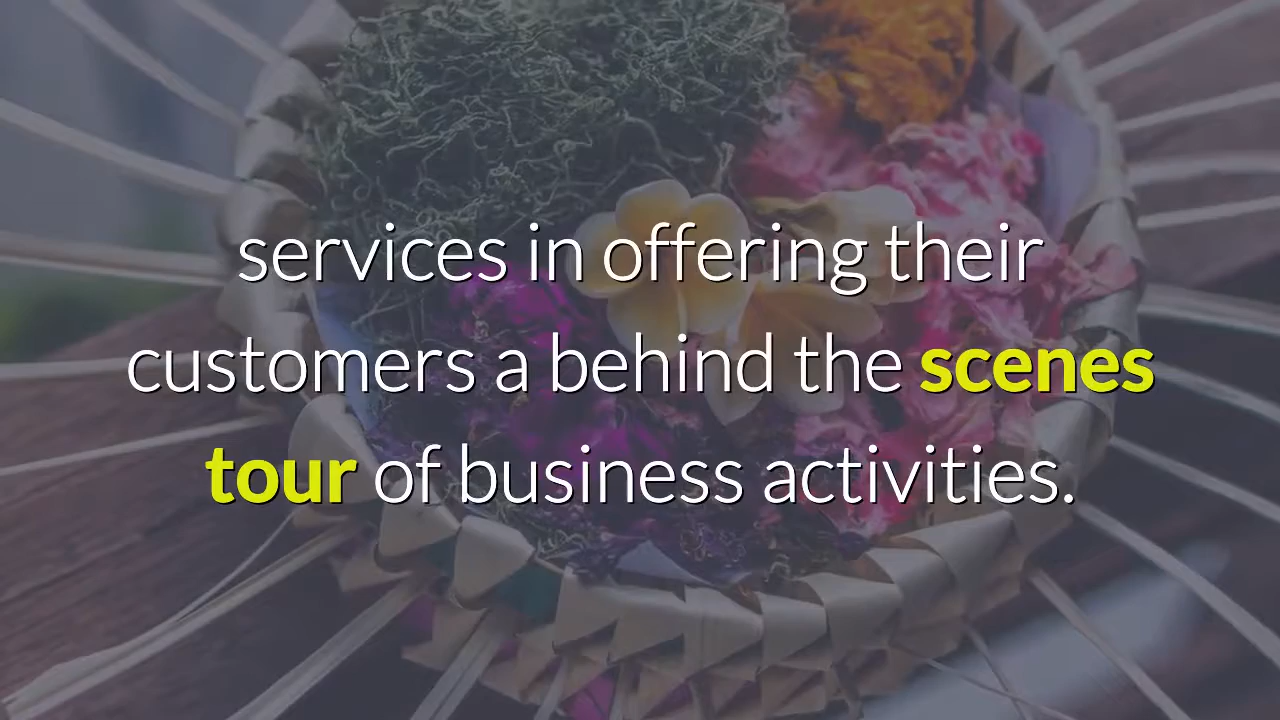 services in offering their
customers a behind the scenes
tour of business activities.